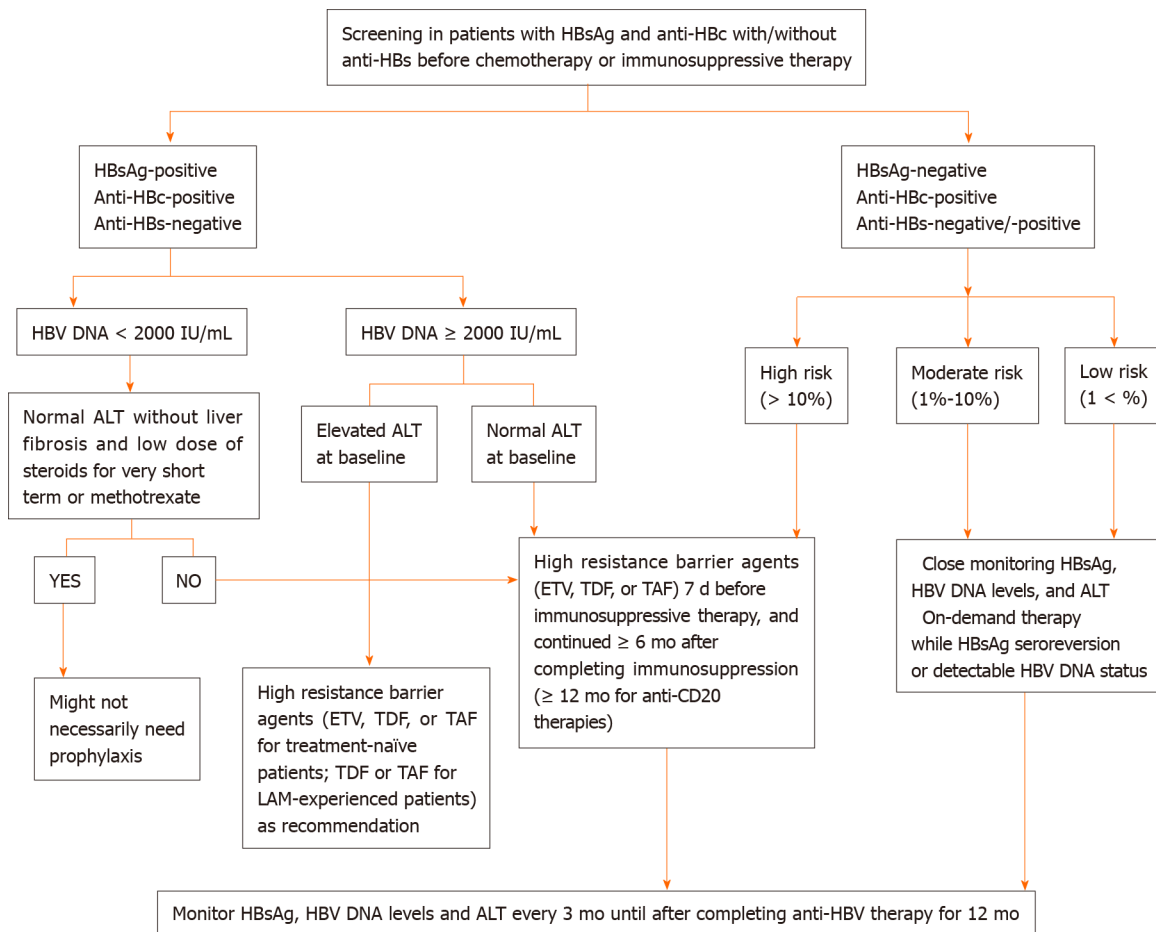 Screening in patients with HBsAg and anti-HBc with/without
anti-HBs before chemotherapy or immunosuppressive therapy
HBsAg-positive
Anti-HBc-positive
Anti-HBs-negative
HBsAg-negative
Anti-HBc-positive
Anti-HBs-negative/-positive
HBV DNA < 2000 IU/mL
HBV DNA ≥ 2000 IU/mL
High risk
(> 10%)
Moderate risk
(1%-10%)
Low risk
(1 < %)
Normal ALT without liver
fibrosis and low dose of
steroids for very short
term or methotrexate
Elevated ALT
at baseline
Normal ALT
at baseline
YES
NO
High resistance barrier agents
(ETV, TDF, or TAF) 7 d before
immunosuppressive therapy, and
continued ≥ 6 mo after
completing immunosuppression
(≥ 12 mo for anti-CD20
therapies)
Close monitoring HBsAg,
HBV DNA levels, and ALT
On-demand therapy
while HBsAg seroreversion
or detectable HBV DNA status
Might not
necessarily need
prophylaxis
High resistance barrier
agents (ETV, TDF, or TAF
for treatment-naïve
patients; TDF or TAF for
LAM-experienced patients)
as recommendation
Monitor HBsAg, HBV DNA levels and ALT every 3 mo until after completing anti-HBV therapy for 12 mo